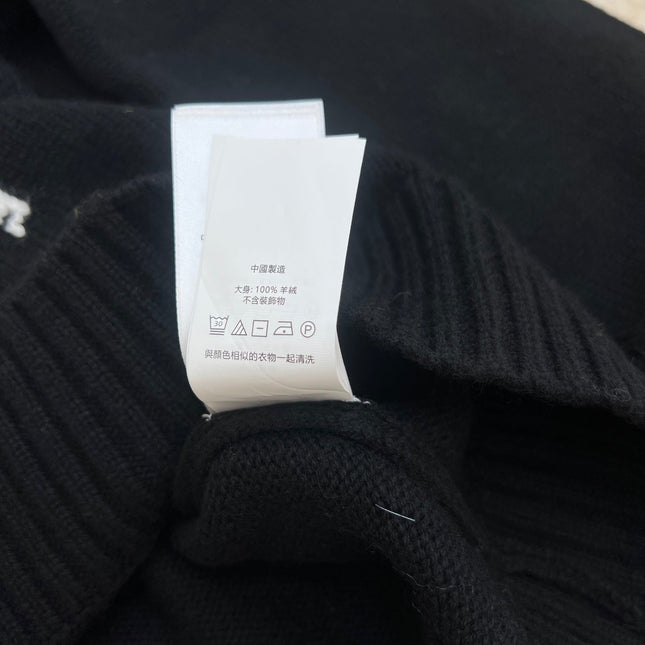 中國製造
大身: 100% 羊絨
不含裝飾物
30 P
與顏色相似的衣物一起清洗